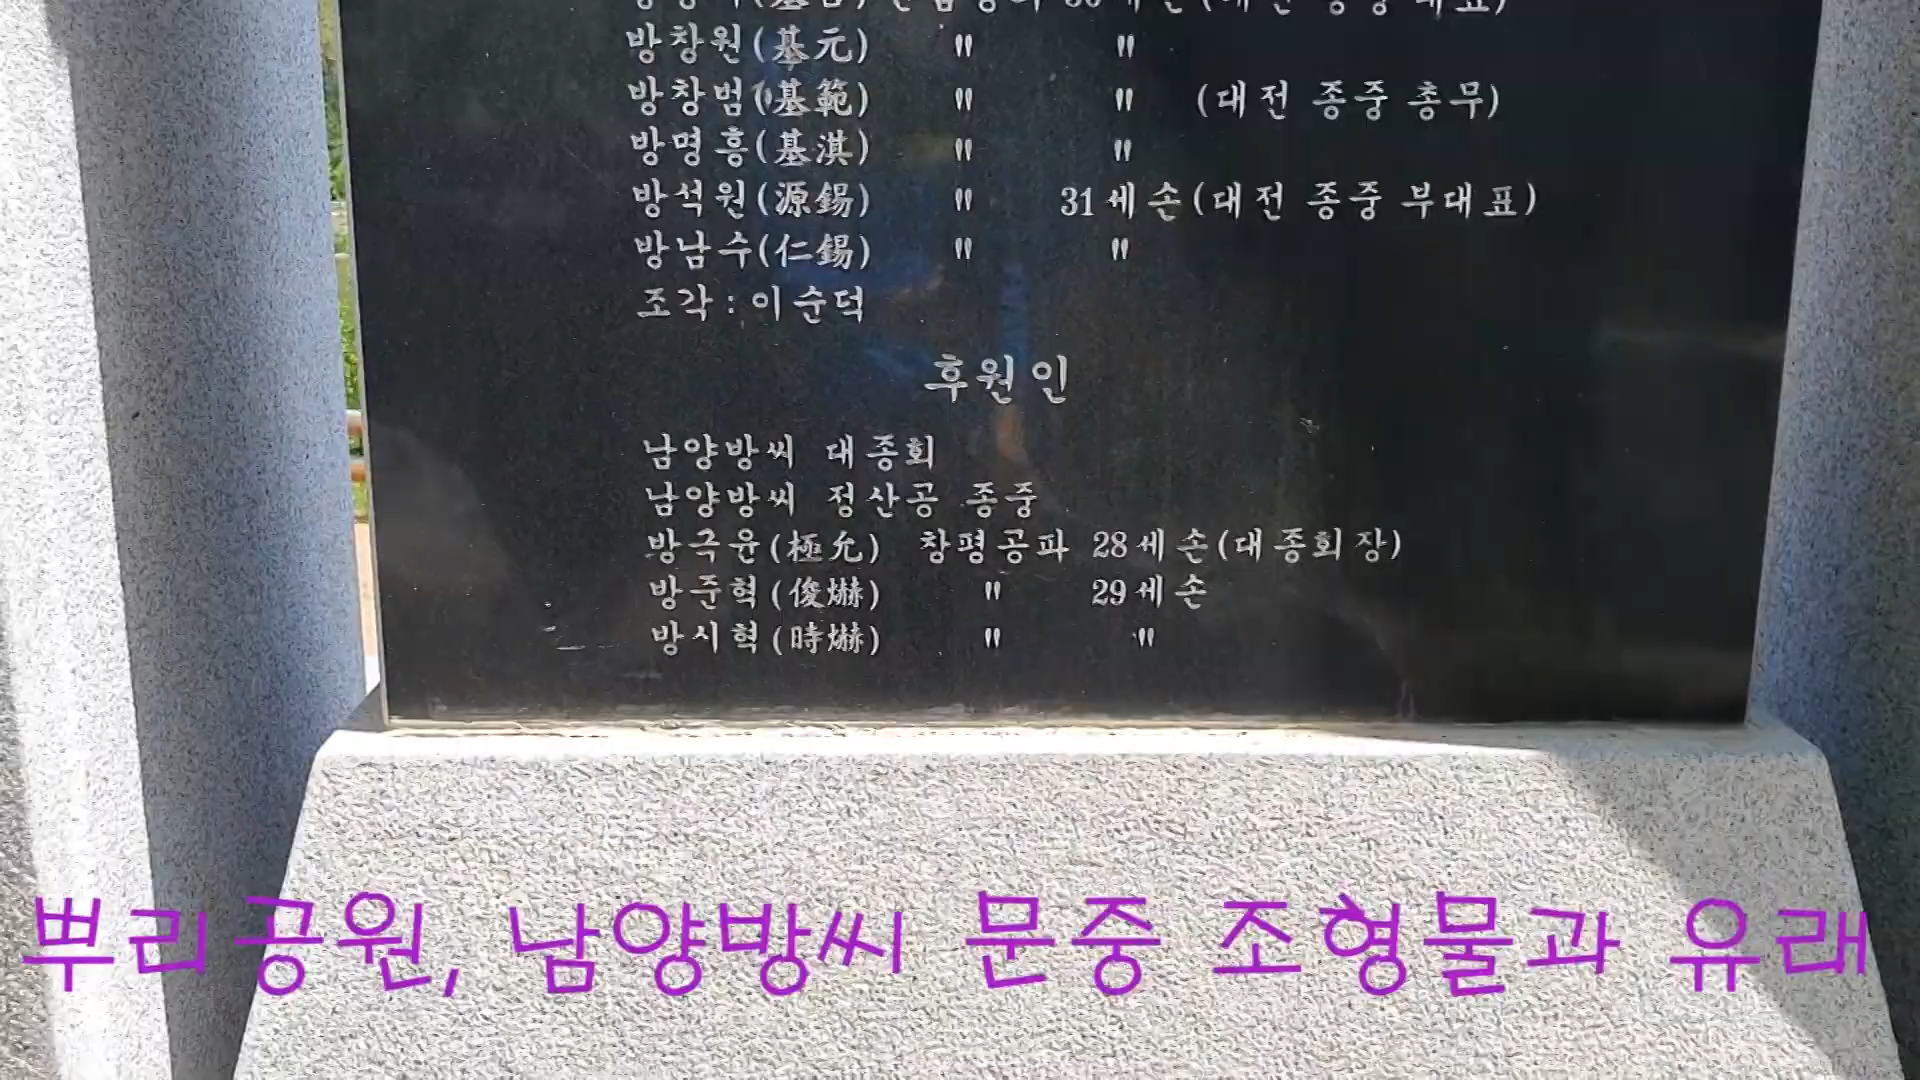 방창원(基元) " "
방창범(基範) " " (대전 종중 총무)
방명흥(基淇) " "
방석원(源錫) " 31세손(대전 종중 부대표)
방남수(仁錫) " "
조각 : 이순덕
후원인
남양방씨 대종회
남양방씨 정산공 종중
방극윤(極允) 창평공파 28세손(대종회장)
방준혁(俊爀) " 29세손
방시혁(時爀) " "
뿌리공원, 남양방씨 문중 조형물과 유래